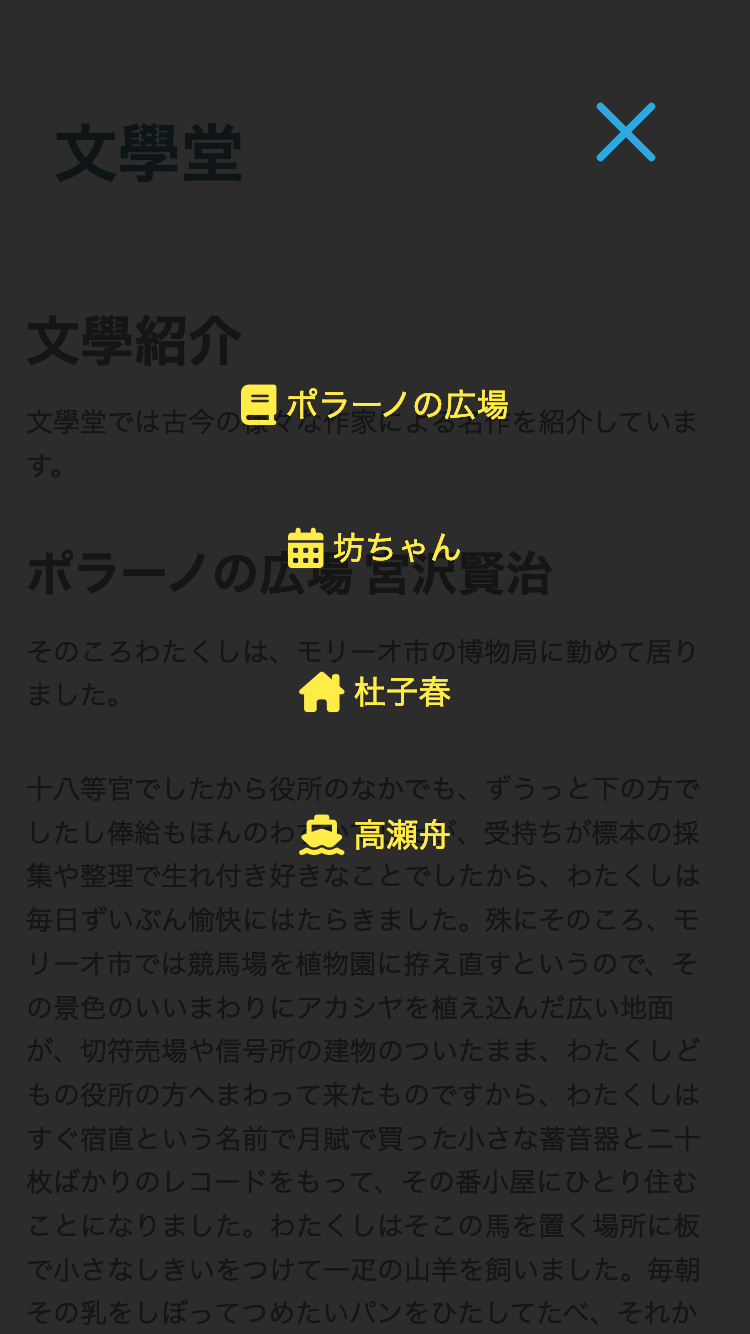 文學堂
文學紹介
ポラーノの広場
文學堂では古今の様々な作家による名作を紹介していま
す。
坊ちゃん
ポラーノの広場 宮沢賢治
そのころわたくしは、モリーオ市の博物局に勤めて居り
ました。
杜子春
十八等官でしたから役所のなかでも、ずうっと下の方で
したし俸給もほんのわずかでしたが、受持ちが標本の採
高瀬舟
集や整理で生れ付き好きなことでしたから、わたくしは
毎日ずいぶん愉快にはたらきました。殊にそのころ、モ
リーオ市では競馬場を植物園に拵え直すというので、そ
の景色のいいまわりにアカシヤを植え込んだ広い地面
が、切符売場や信号所の建物のついたまま、わたくしど
もの役所の方へまわって来たものですから、わたくしは
すぐ宿直という名前で月賦で買った小さな蓄音器と二十
枚ばかりのレコードをもって、その番小屋にひとり住む
ことになりました。わたくしはそこの馬を置く場所に板
で小さなしきいをつけて一疋の山羊を飼いました。毎朝
その乳をしぼってつめたいパンをひたしてたべ、それか